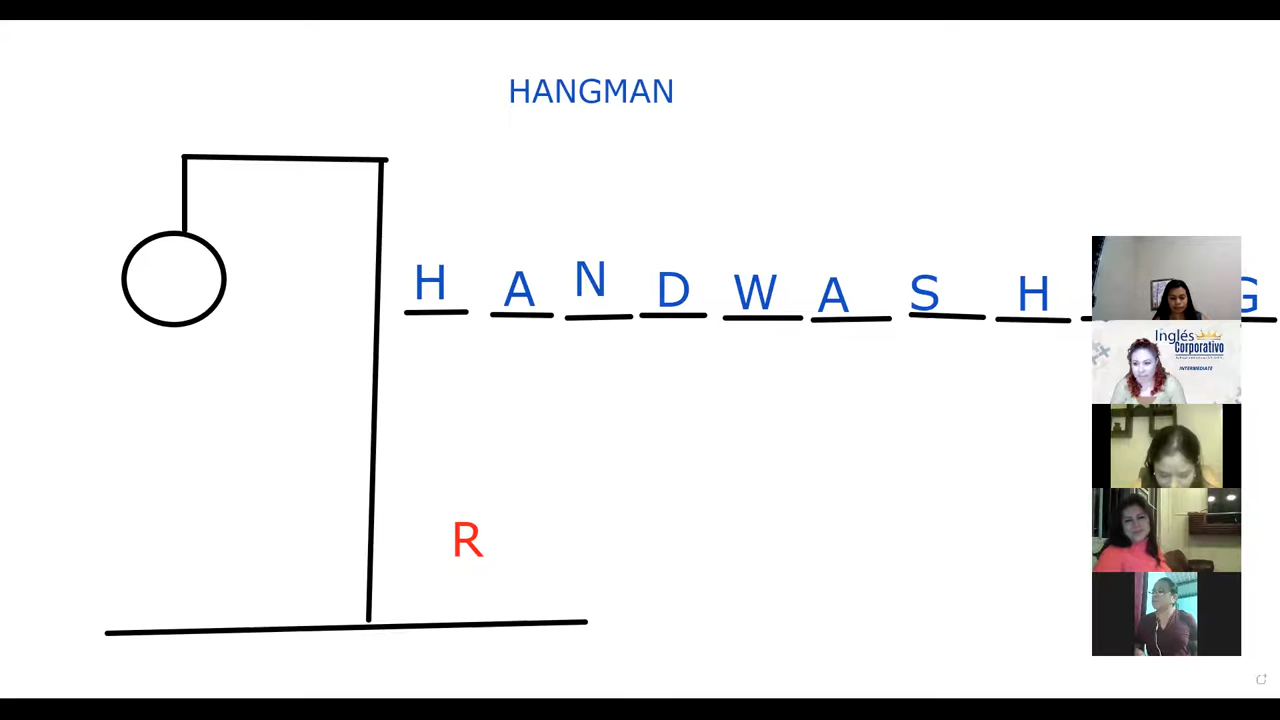 HANGMAN
H A N D W A S H G
Inglés
Corporativo
INTERMEDIATE
R